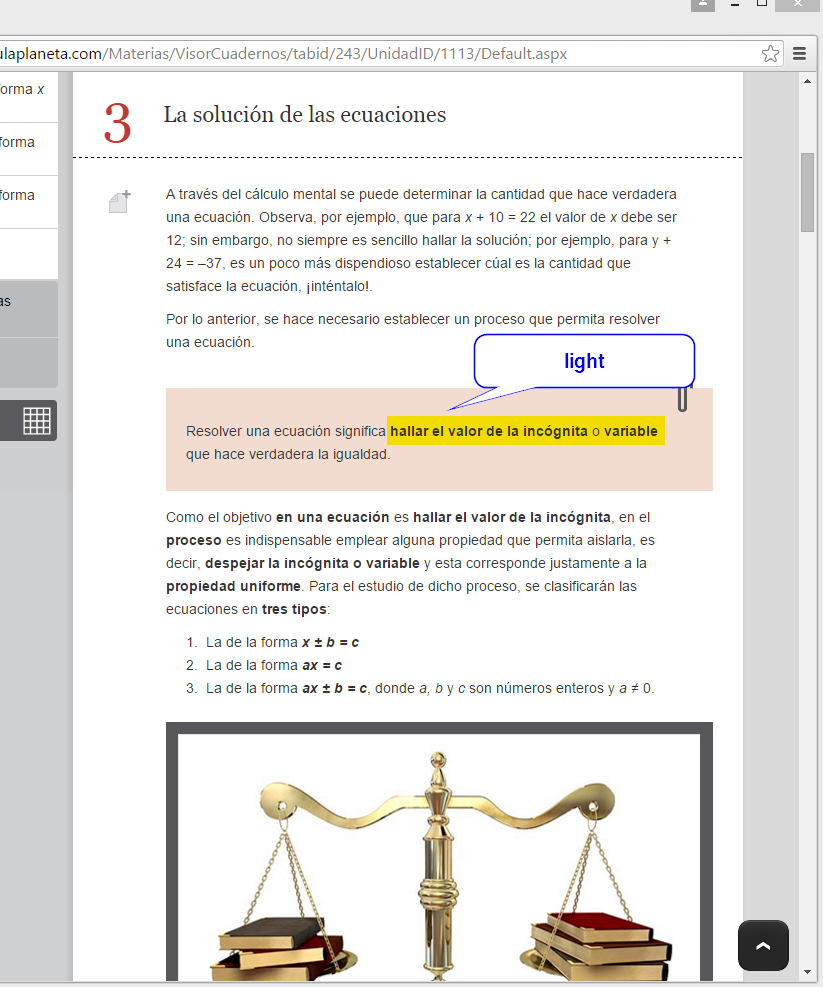 ulaplaneta.com/Materias/VisorCuadernos/tabid/243/UnidadID/1113/Default.aspx
orma x
forma
forma
as
3 La solución de las ecuaciones
A través del cálculo mental se puede determinar la cantidad que hace verdadera
una ecuación. Observa, por ejemplo, que para x + 10 = 22 el valor de x debe ser
12; sin embargo, no siempre es sencillo hallar la solución; por ejemplo, para y +
24 = –37, es un poco más dispendioso establecer cúal es la cantidad que
satisface la ecuación, ¡inténtalo!.
Por lo anterior, se hace necesario establecer un proceso que permita resolver
una ecuación.
light
Resolver una ecuación significa hallar el valor de la incógnita o variable
que hace verdadera la igualdad.
Como el objetivo en una ecuación es hallar el valor de la incógnita, en el
proceso es indispensable emplear alguna propiedad que permita aislarla, es
decir, despejar la incógnita o variable y esta corresponde justamente a la
propiedad uniforme. Para el estudio de dicho proceso, se clasificarán las
ecuaciones en tres tipos:
1. La de la forma x ± b = c
2. La de la forma ax = c
3. La de la forma ax ± b = c, donde a, b y c son números enteros y a ≠ 0.